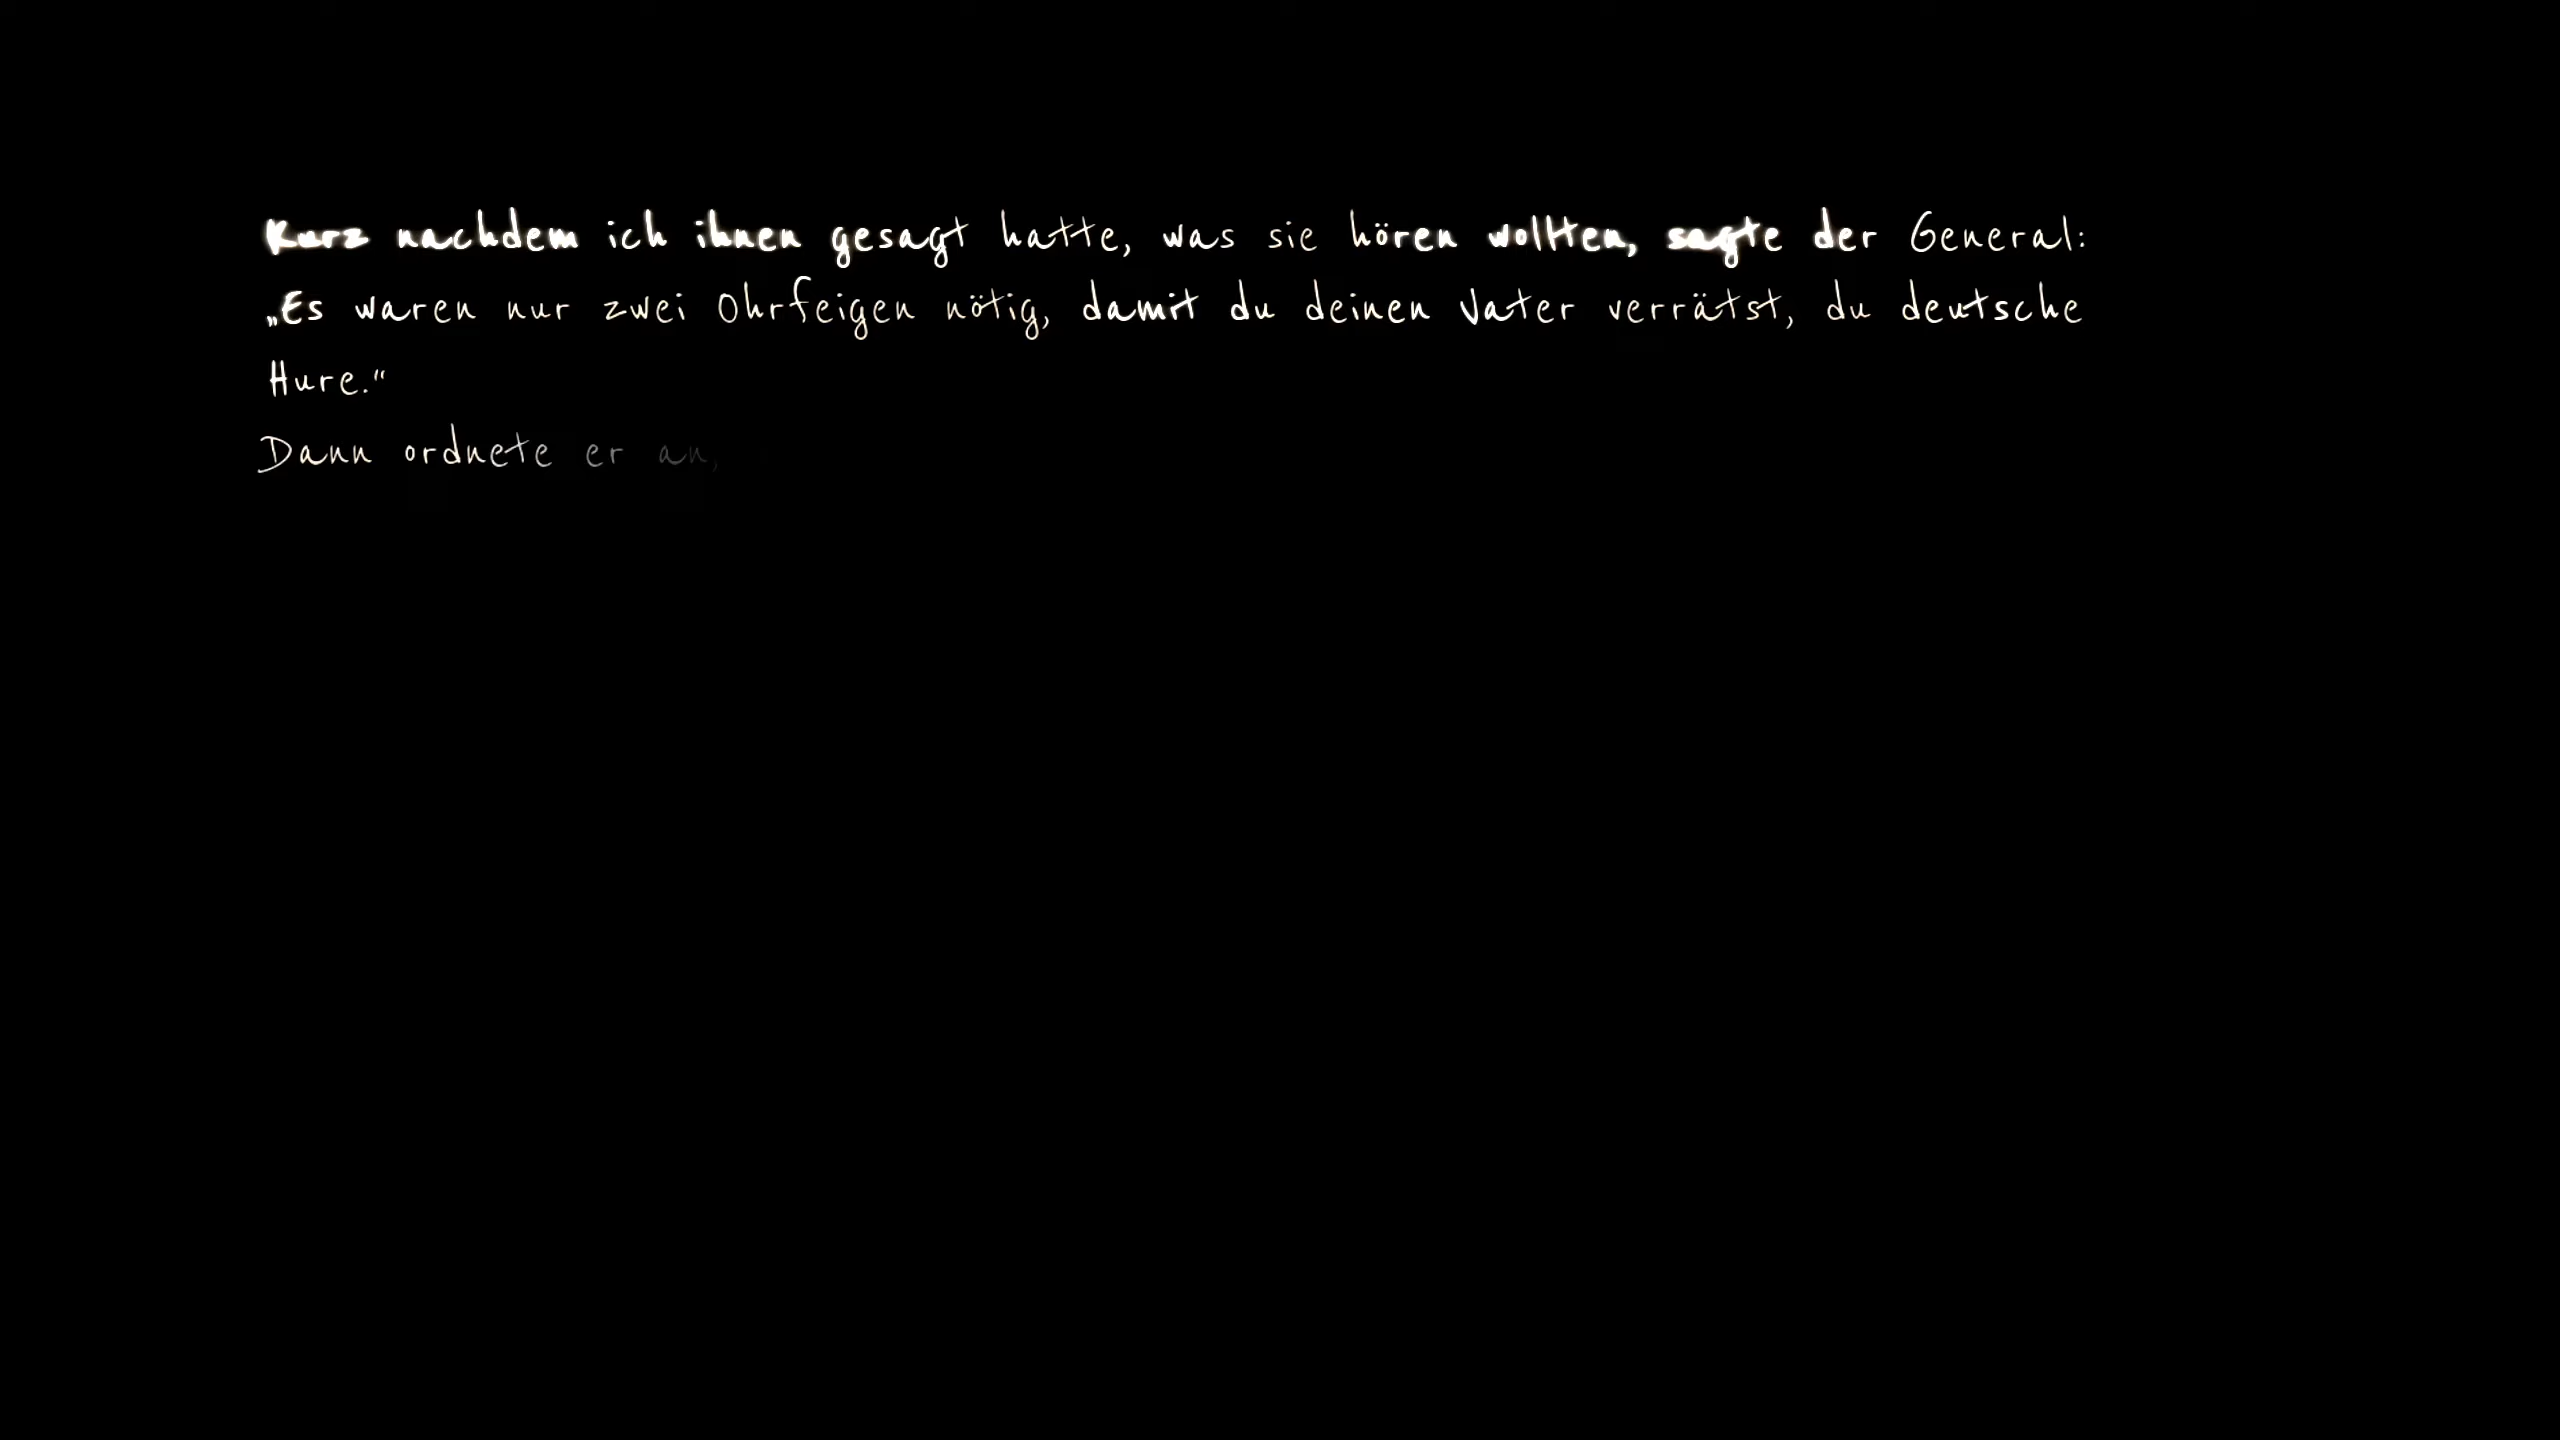 Kurz nachdem ich ihnen gesagt hatte, was sie hören wollten, sagte der General:
„Es waren nur zwei Ohrfeigen nötig, damit du deinen Vater verrätst, du deutsche
Hure.“
Dann ordnete er an,